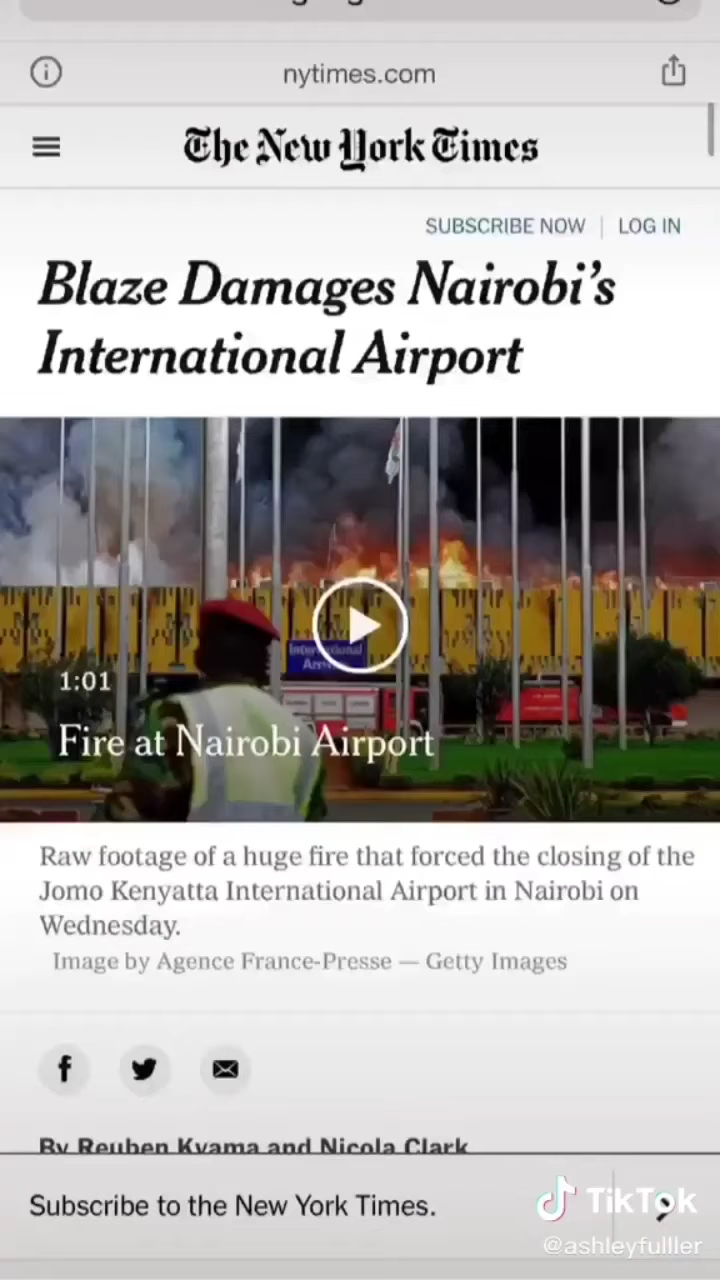 nytimes.com
The New York Times
SUBSCRIBE NOW | LOG IN
Blaze Damages Nairobi's
International Airport
International
1:01
Fire at Nairobi Airport
Raw footage of a huge fire that forced the closing of the
Jomo Kenyatta International Airport in Nairobi on
Wednesday.
Image by Agence France-Presse — Getty Images
By Reuben Kyama and Nicola Clark
Subscribe to the New York Times.
TikTok
@ashleyfulller